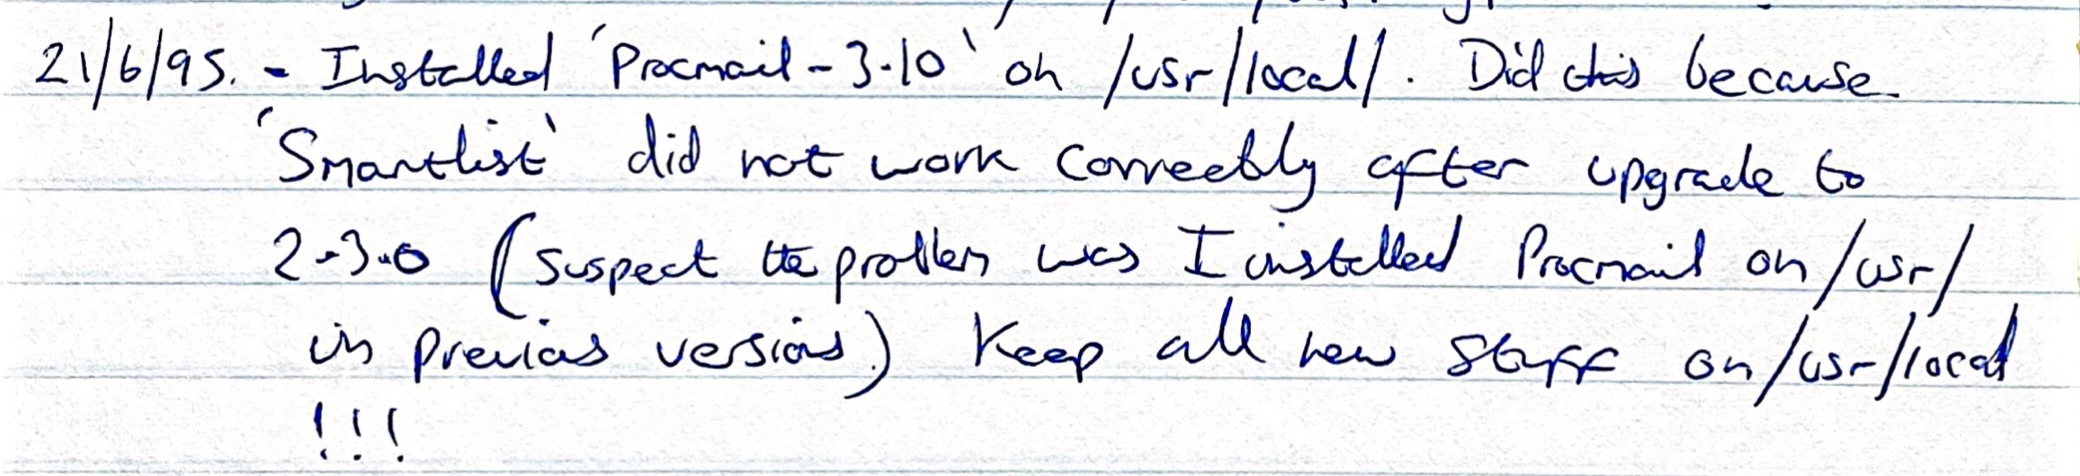 21/6/95. - Installed 'Procmail-3.10' on /usr/local/. Did this because
'Smartlist' did not work correctly after upgrade to
2.3.0 (suspect the problem was I installed Procmail on /usr/
in previous versions.) Keep all new stuff on /usr/local
!!!